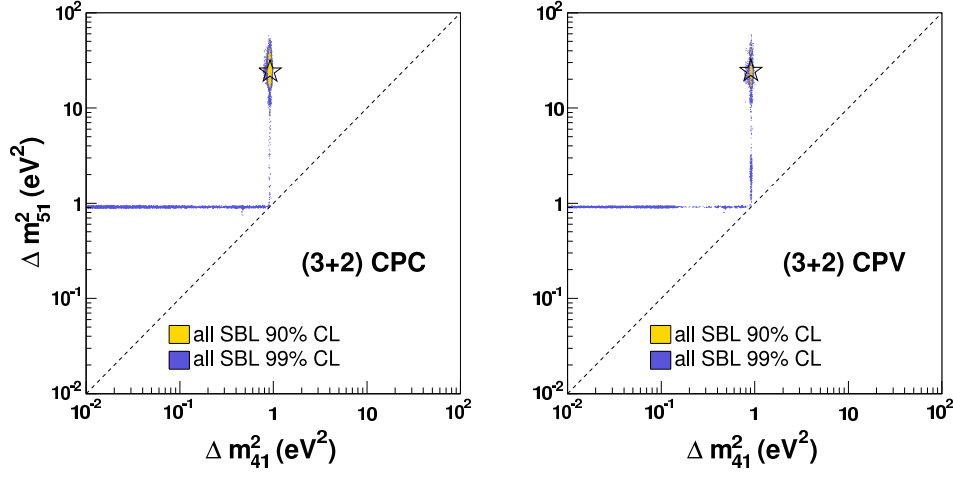 10²
10
1
10⁻¹
10⁻²
Δ m²₅₁ (eV²)
(3+2) CPC
all SBL 90% CL
all SBL 99% CL
10⁻² 10⁻¹ 1 10 10²
Δ m²₄₁ (eV²)
10²
10
1
10⁻¹
10⁻²
(3+2) CPV
all SBL 90% CL
all SBL 99% CL
10⁻² 10⁻¹ 1 10 10²
Δ m²₄₁ (eV²)